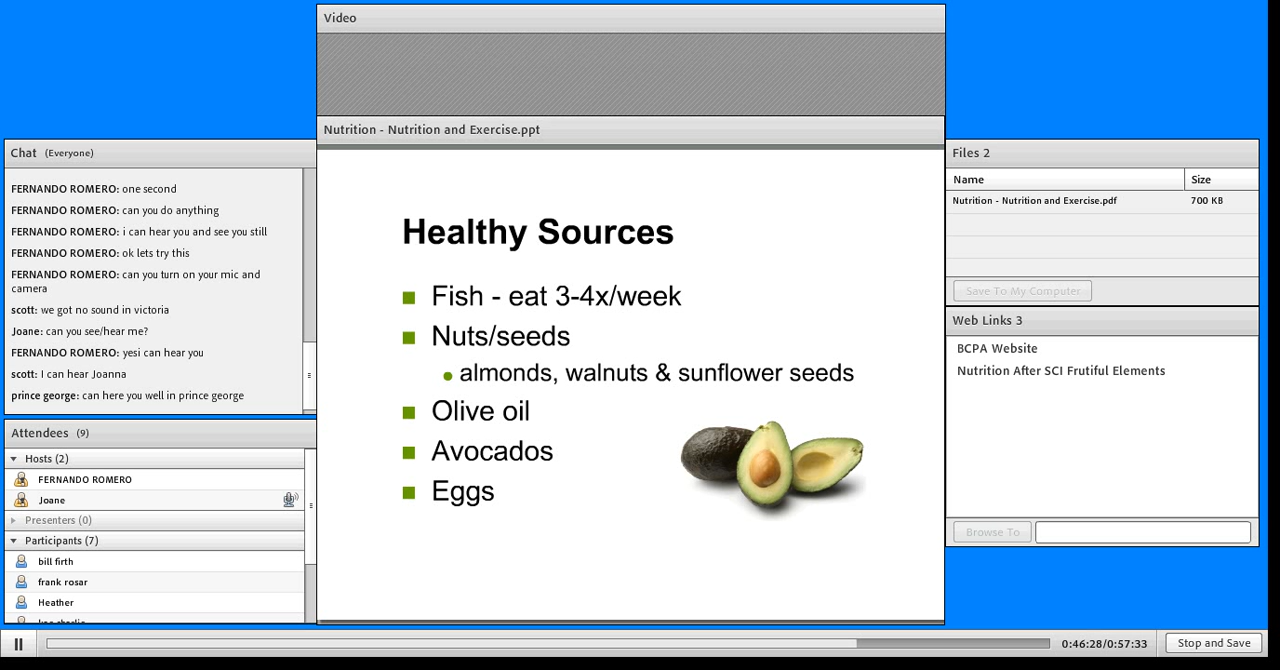 Video
Nutrition - Nutrition and Exercise.ppt
Chat (Everyone)
FERNANDO ROMERO: one second
FERNANDO ROMERO: can you do anything
FERNANDO ROMERO: i can hear you and see you still
FERNANDO ROMERO: ok lets try this
FERNANDO ROMERO: can you turn on your mic and
camera
scott: we got no sound in victoria
Joane: can you see/hear me?
FERNANDO ROMERO: yesi can hear you
scott: I can hear Joanna
prince george: can here you well in prince george
Attendees (9)
Hosts (2)
FERNANDO ROMERO
Joane
Presenters (0)
Participants (7)
bill firth
frank rosar
Heather
Healthy Sources
Fish - eat 3-4x/week
Nuts/seeds
almonds, walnuts & sunflower seeds
Olive oil
Avocados
Eggs
Files 2
Name Size
Nutrition - Nutrition and Exercise.pdf 700 KB
Save To My Computer
Web Links 3
BCPA Website
Nutrition After SCI Frutiful Elements
Browse To
0:46:28/0:57:33
Stop and Save